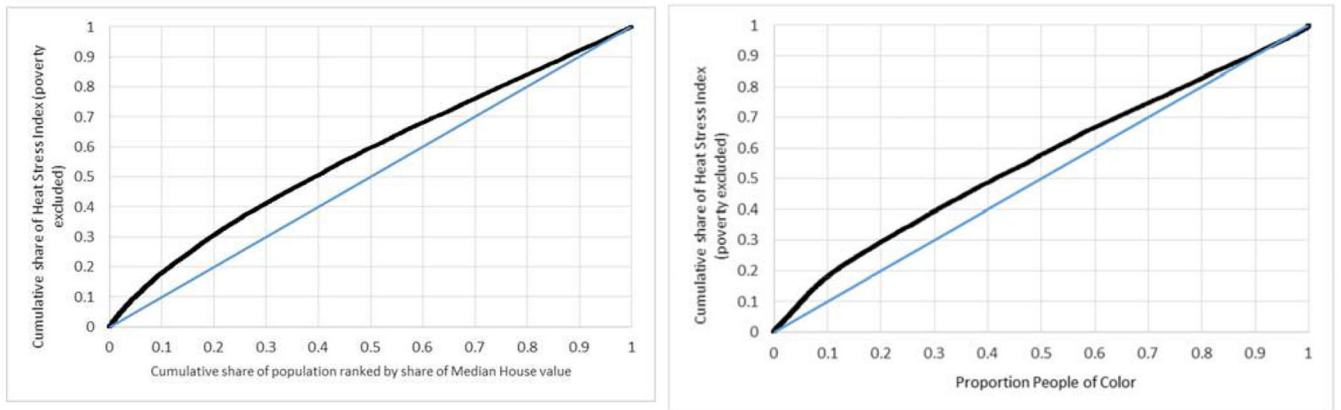 Cumulative share of Heat Stress Index (poverty
excluded)
1
0.9
0.8
0.7
0.6
0.5
0.4
0.3
0.2
0.1
0
0 0.1 0.2 0.3 0.4 0.5 0.6 0.7 0.8 0.9 1
Cumulative share of population ranked by share of Median House value
Cumulative share of Heat Stress Index
(poverty excluded)
1
0.9
0.8
0.7
0.6
0.5
0.4
0.3
0.2
0.1
0
0 0.1 0.2 0.3 0.4 0.5 0.6 0.7 0.8 0.9 1
Proportion People of Color